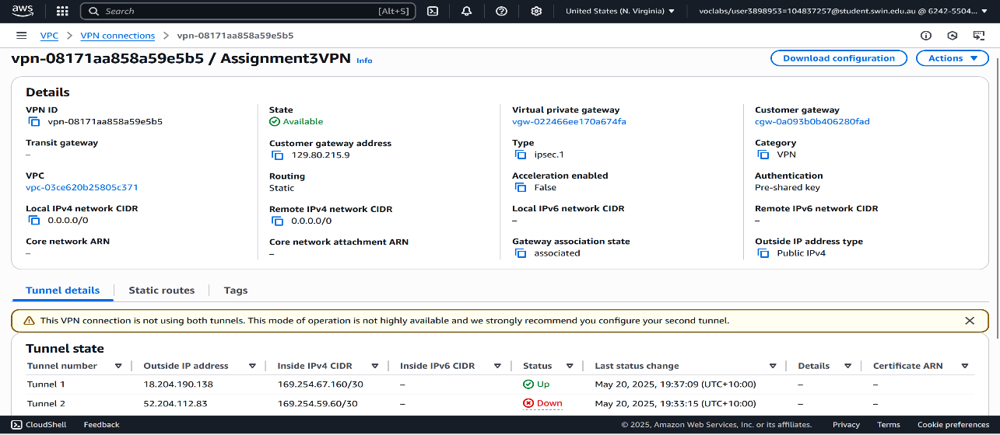 aws Search [Alt+S] United States (N. Virginia) voclabs/user3898953=104837257@student.swin.edu.au @ 6242-5504...
VPC > VPN connections > vpn-08171aa858a59e5b5
vpn-08171aa858a59e5b5 / Assignment3VPN Info Download configuration Actions
Details
VPN ID State Virtual private gateway Customer gateway
vpn-08171aa858a59e5b5 Available vgw-022466ee170a674fa cgw-0a093b0b406280fad
Transit gateway Customer gateway address Type Category
– 129.80.215.9 ipsec.1 VPN
VPC Routing Acceleration enabled Authentication
vpc-03ce620b25805c371 Static False Pre-shared key
Local IPv4 network CIDR Remote IPv4 network CIDR Local IPv6 network CIDR Remote IPv6 network CIDR
0.0.0.0/0 0.0.0.0/0 – –
Core network ARN Core network attachment ARN Gateway association state Outside IP address type
– – associated Public IPv4
Tunnel details Static routes Tags
This VPN connection is not using both tunnels. This mode of operation is not highly available and we strongly recommend you configure your second tunnel.
Tunnel state
Tunnel number Outside IP address Inside IPv4 CIDR Inside IPv6 CIDR Status Last status change Details Certificate ARN
Tunnel 1 18.204.190.138 169.254.67.160/30 – Up May 20, 2025, 19:37:09 (UTC+10:00) – –
Tunnel 2 52.204.112.83 169.254.59.60/30 – Down May 20, 2025, 19:33:15 (UTC+10:00) – –
CloudShell Feedback © 2025, Amazon Web Services, Inc. or its affiliates. Privacy Terms Cookie preferences